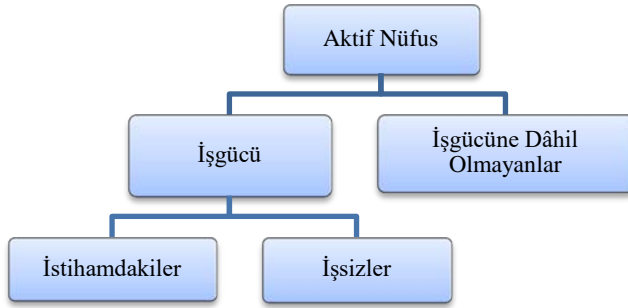 Aktif Nüfus
İşgücü
İşgücüne Dâhil
Olmayanlar
İstihamdakiler
İşsizler